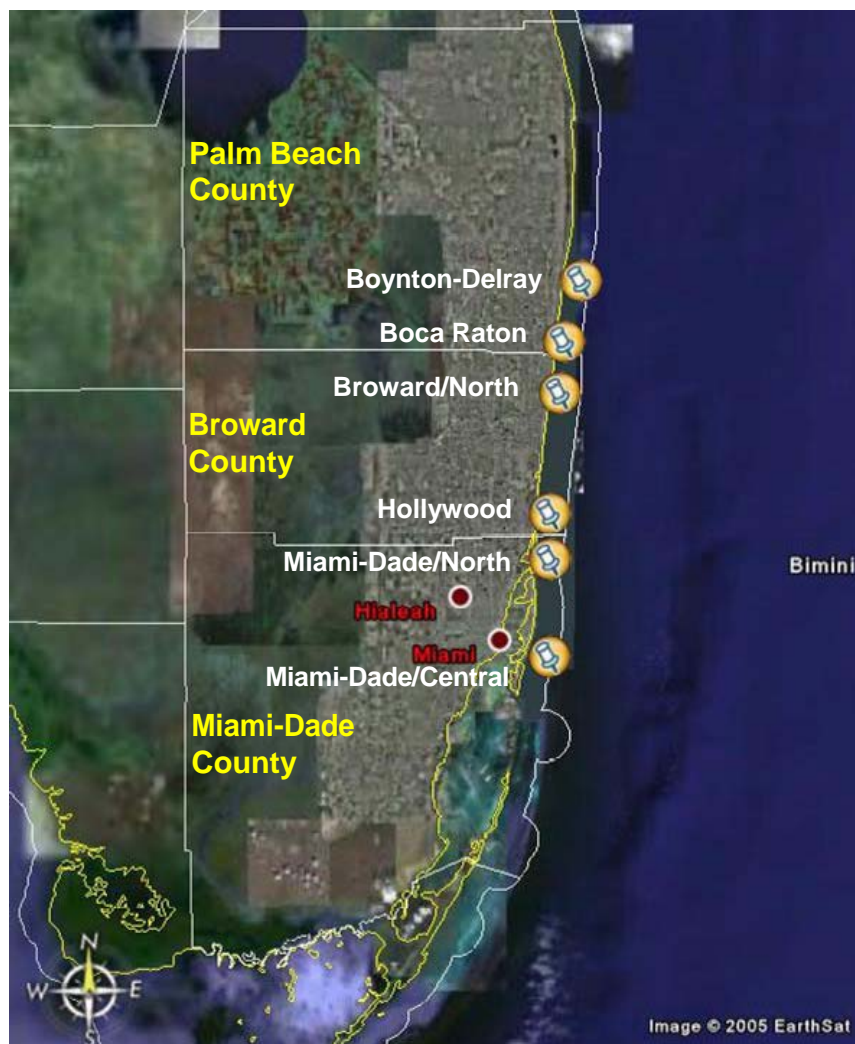 Palm Beach
County
Boynton-Delray
Boca Raton
Broward/North
Broward
County
Hollywood
Miami-Dade/North
Bimini
Hialeah
Miami
Miami-Dade/Central
Miami-Dade
County
N
W E
S
Image © 2005 EarthSat